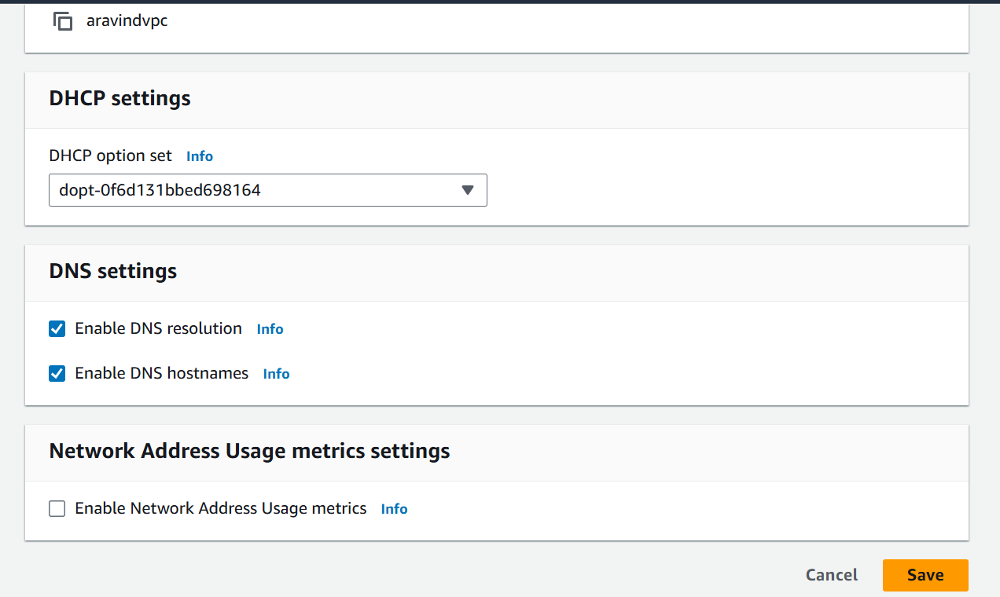 aravindvpc
DHCP settings
DHCP option set Info
dopt-0f6d131bbed698164
DNS settings
Enable DNS resolution Info
Enable DNS hostnames Info
Network Address Usage metrics settings
Enable Network Address Usage metrics Info
Cancel Save